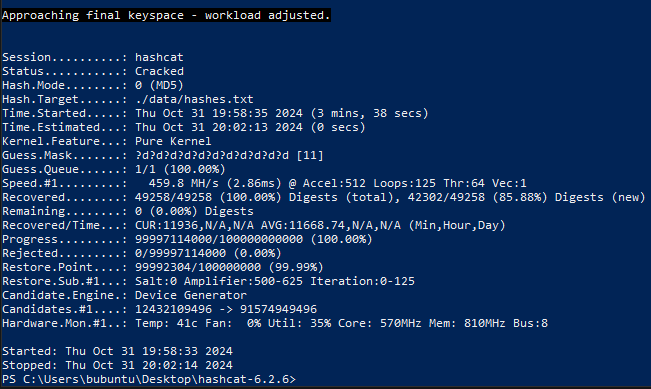 Approaching final keyspace - workload adjusted.
Session..........: hashcat
Status...........: Cracked
Hash.Mode........: 0 (MD5)
Hash.Target......: ./data/hashes.txt
Time.Started.....: Thu Oct 31 19:58:35 2024 (3 mins, 38 secs)
Time.Estimated...: Thu Oct 31 20:02:13 2024 (0 secs)
Kernel.Feature...: Pure Kernel
Guess.Mask.......: ?d?d?d?d?d?d?d?d?d?d?d [11]
Guess.Queue......: 1/1 (100.00%)
Speed.#1.........:   459.8 MH/s (2.86ms) @ Accel:512 Loops:125 Thr:64 Vec:1
Recovered........: 49258/49258 (100.00%) Digests (total), 42302/49258 (85.88%) Digests (new)
Remaining........: 0 (0.00%) Digests
Recovered/Time...: CUR:11936,N/A,N/A AVG:11668.74,N/A,N/A (Min,Hour,Day)
Progress.........: 99997114000/100000000000 (100.00%)
Rejected.........: 0/99997114000 (0.00%)
Restore.Point....: 99992304/100000000 (99.99%)
Restore.Sub.#1...: Salt:0 Amplifier:500-625 Iteration:0-125
Candidate.Engine.: Device Generator
Candidates.#1....: 12432109496 -> 91574949496
Hardware.Mon.#1..: Temp: 41c Fan:  0% Util: 35% Core: 570MHz Mem: 810MHz Bus:8
Started: Thu Oct 31 19:58:33 2024
Stopped: Thu Oct 31 20:02:14 2024
PS C:\Users\bubuntu\Desktop\hashcat-6.2.6>